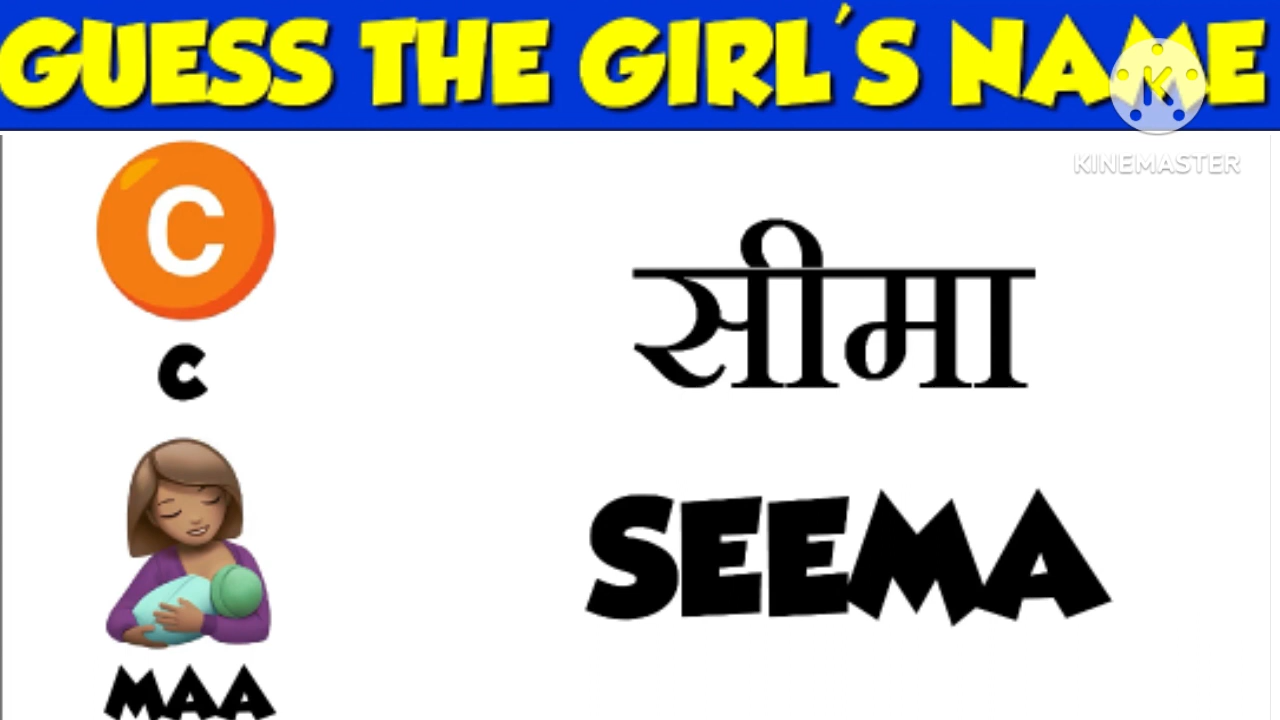 GUESS THE GIRL'S NAME
K
KINEMASTER
C
C
सीमा
SEEMA
MAA